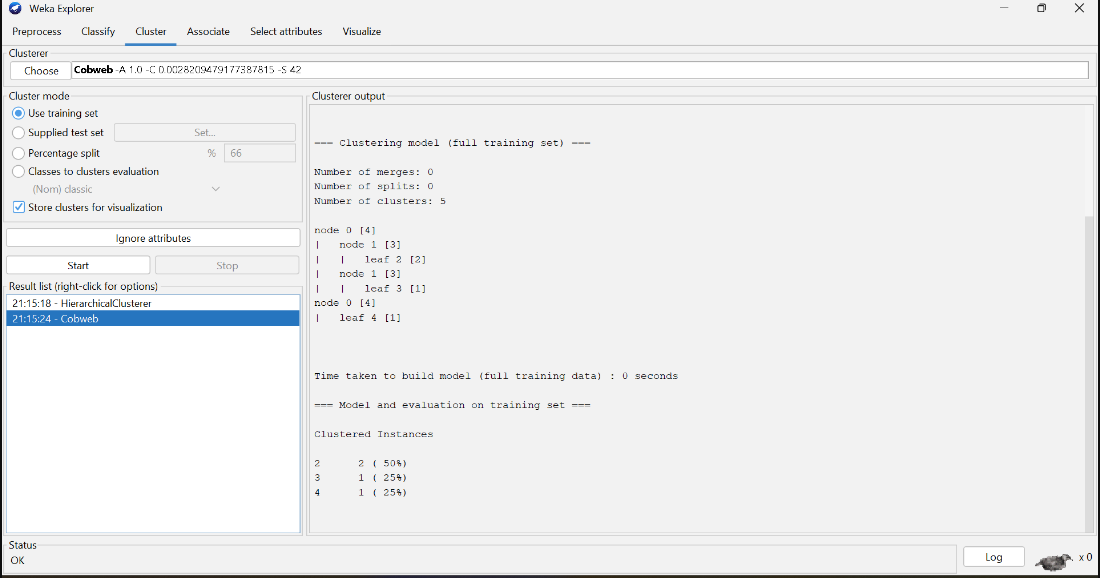 Weka Explorer
Preprocess Classify Cluster Associate Select attributes Visualize
Clusterer
Choose Cobweb -A 1.0 -C 0.0028209479177387815 -S 42
Cluster mode
Use training set
Supplied test set Set...
Percentage split % 66
Classes to clusters evaluation
(Nom) classic
Store clusters for visualization
Ignore attributes
Start Stop
Result list (right-click for options)
21:15:18 - HierarchicalClusterer
21:15:24 - Cobweb
Clusterer output
=== Clustering model (full training set) ===
Number of merges: 0
Number of splits: 0
Number of clusters: 5
node 0 [4]
|   node 1 [3]
|   |   leaf 2 [2]
|   node 1 [3]
|   |   leaf 3 [1]
node 0 [4]
|   leaf 4 [1]
Time taken to build model (full training data) : 0 seconds
=== Model and evaluation on training set ===
Clustered Instances
2      2 ( 50%)
3      1 ( 25%)
4      1 ( 25%)
Status
OK
Log x 0